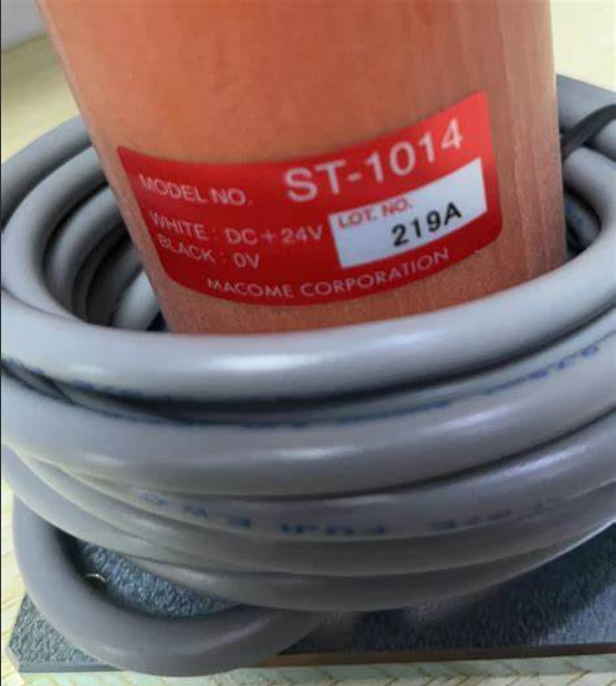 MODEL NO. ST-1014
WHITE : DC+24V
BLACK : 0V
LOT. NO.
219A
MACOME CORPORATION